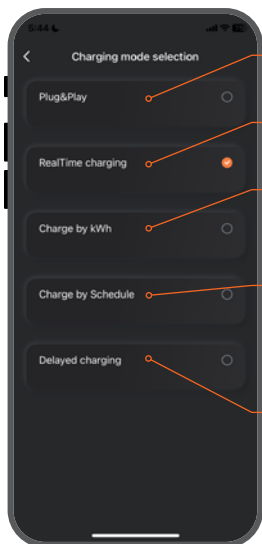 5:44
Charging mode selection
Plug&Play
RealTime charging
Charge by kWh
Charge by Schedule
Delayed charging